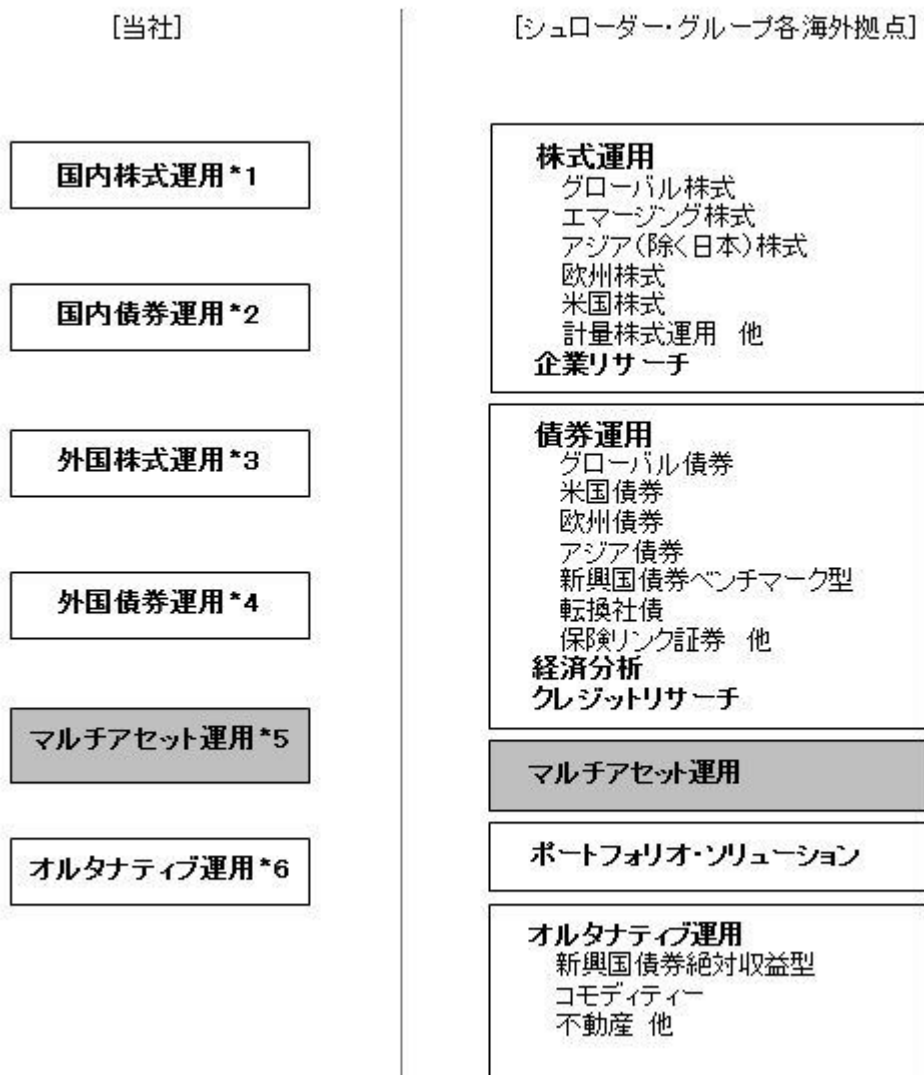 [当社]
国内株式運用*1
国内債券運用*2
外国株式運用*3
外国債券運用*4
マルチアセット運用*5
オルタナティブ運用*6
[シュローダー・グループ各海外拠点]
株式運用
グローバル株式
エマージング株式
アジア(除く日本)株式
欧州株式
米国株式
計量株式運用 他
企業リサーチ
債券運用
グローバル債券
米国債券
欧州債券
アジア債券
新興国債券ベンチマーク型
転換社債
保険リンク証券 他
経済分析
クレジットリサーチ
マルチアセット運用
ポートフォリオ・ソリューション
オルタナティブ運用
新興国債券絶対収益型
コモディティー
不動産 他